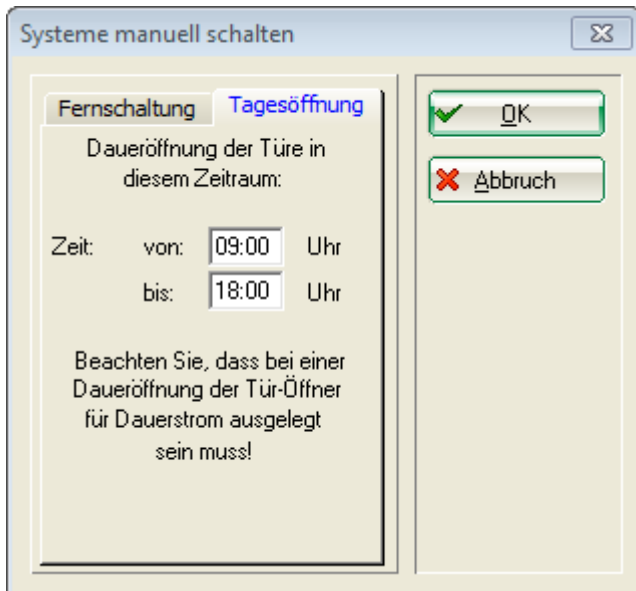 Systeme manuell schalten
Fernschaltung Tagesöffnung
Daueröffnung der Türe in
diesem Zeitraum:
Zeit: von: 09:00 Uhr
bis: 18:00 Uhr
Beachten Sie, dass bei einer
Daueröffnung der Tür-Öffner
für Dauerstrom ausgelegt
sein muss!
OK
Abbruch